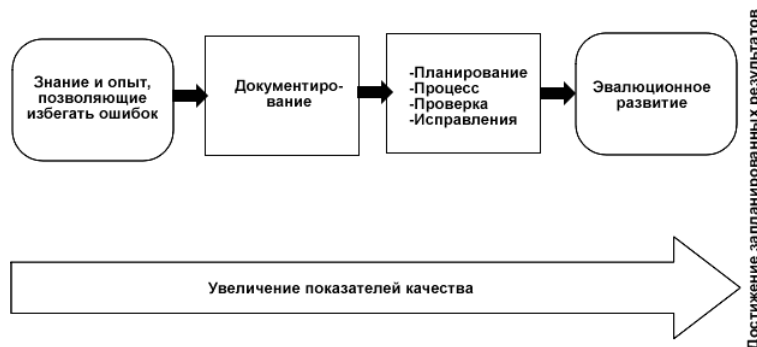 Знание и опыт,
позволяющие
избегать ошибок
Документиро-
вание
-Планирование
-Процесс
-Проверка
-Исправления
Эвалюционное
развитие
Увеличение показателей качества
Достижение запланированных результатов